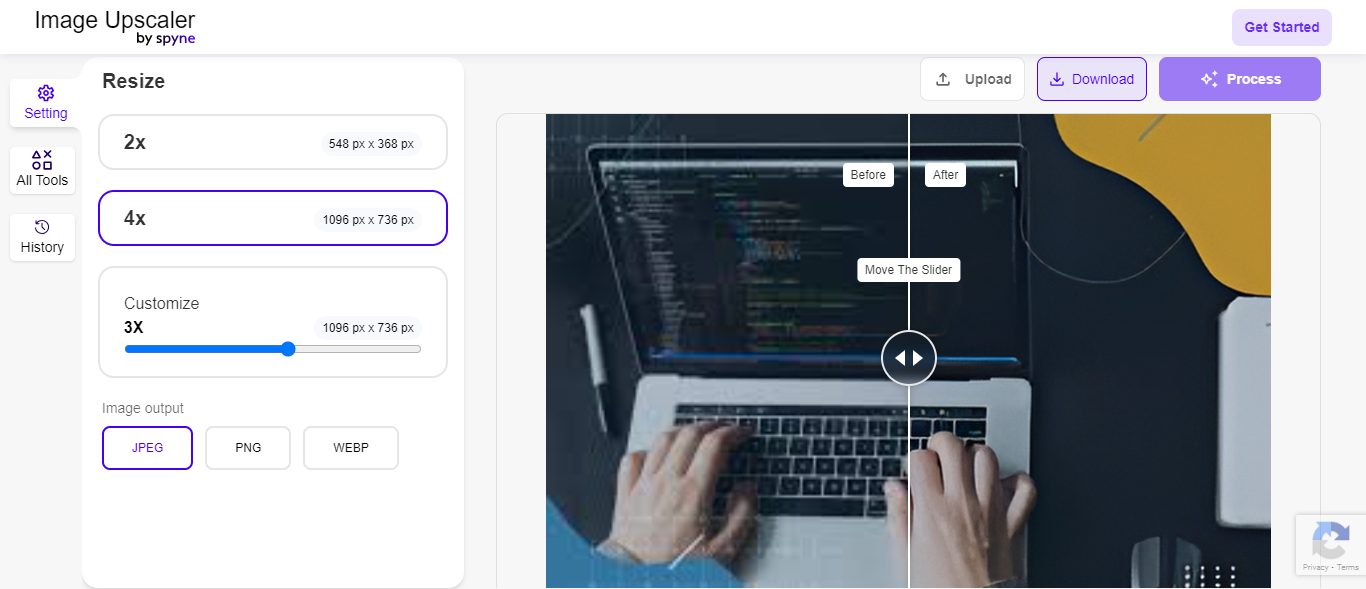 Image Upscaler
by spyne
Get Started
Setting
All Tools
History
Resize
2x
548 px x 368 px
4x
1096 px x 736 px
Customize
3X
1096 px x 736 px
Image output
JPEG
PNG
WEBP
Upload
Download
Process
Before
After
Move The Slider
Privacy - Terms